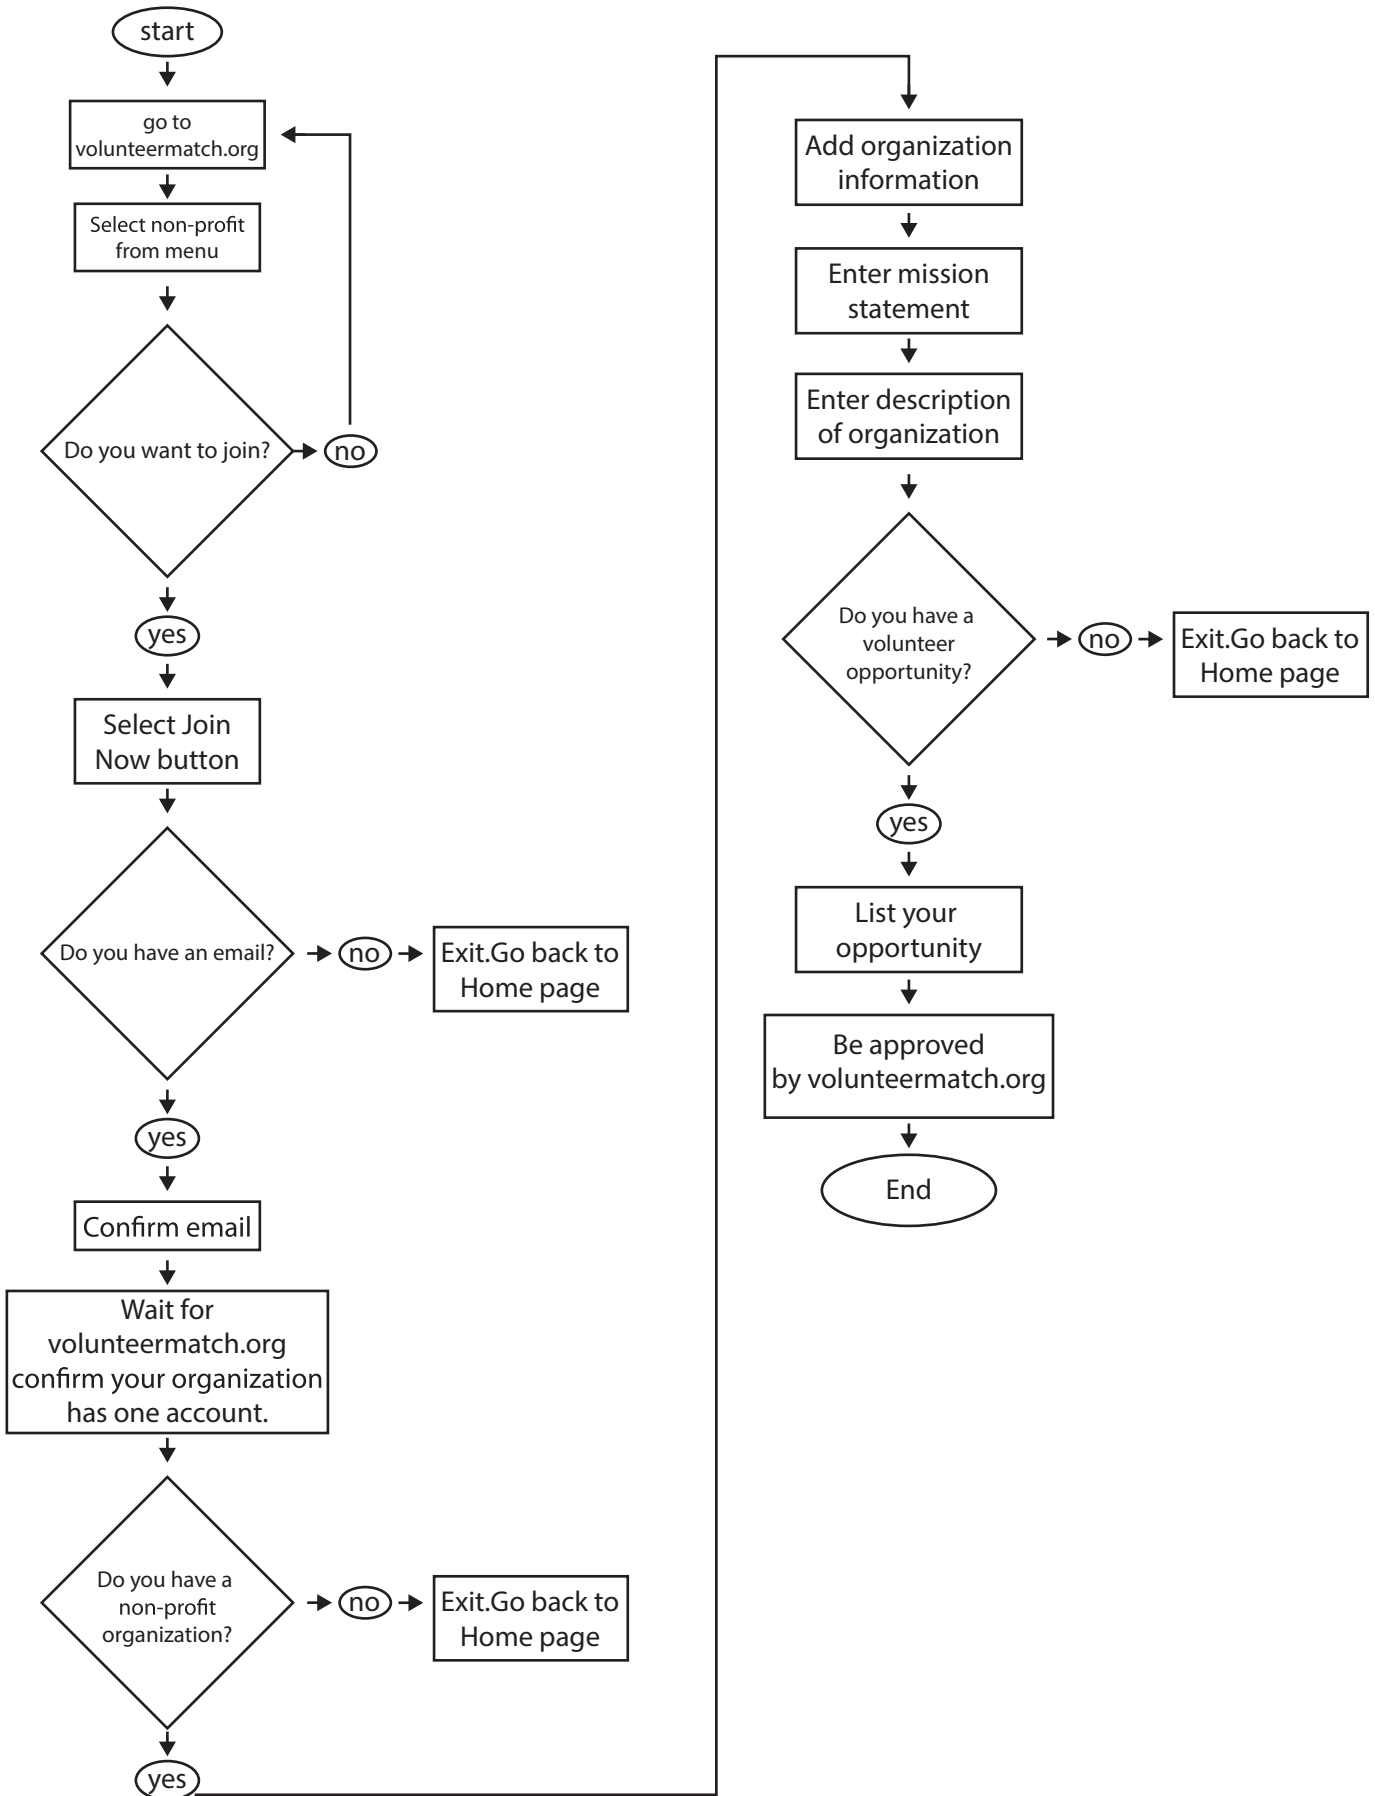 start
go to
volunteermatch.org
Select non-profit
from menu
Do you want to join?
no
yes
Select Join
Now button
Do you have an email?
no
Exit.Go back to
Home page
yes
Confirm email
Wait for
volunteermatch.org
confirm your organization
has one account.
Do you have a
non-profit
organization?
no
Exit.Go back to
Home page
yes
Add organization
information
Enter mission
statement
Enter description
of organization
Do you have a
volunteer
opportunity?
no
Exit.Go back to
Home page
yes
List your
opportunity
Be approved
by volunteermatch.org
End